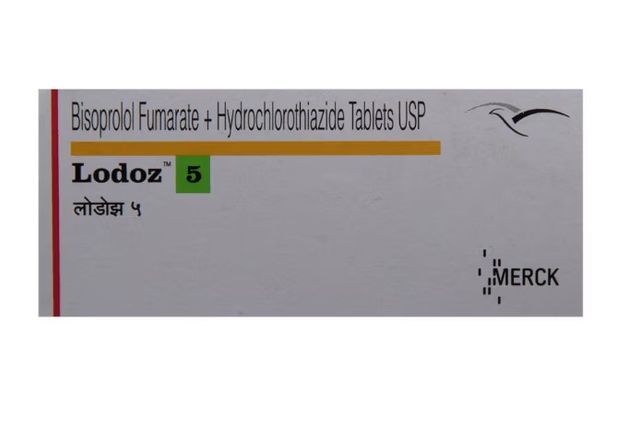 Bisoprolol Fumarate + Hydrochlorothiazide Tablets USP
Lodoz™ 5
लोडोझ ५
MERCK